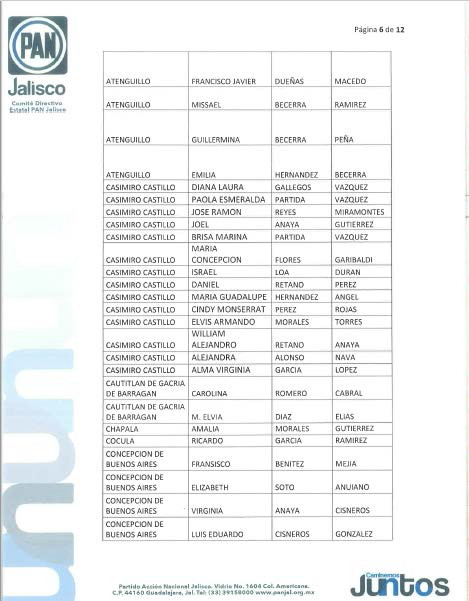 Página 6 de 12
PAN
Jalisco
Comité Directivo
Estatal PAN Jalisco
ATENGUILLO FRANCISCO JAVIER DUEÑAS MACEDO
ATENGUILLO MISSAEL BECERRA RAMIREZ
ATENGUILLO GUILLERMINA BECERRA PEÑA
ATENGUILLO EMILIA HERNANDEZ BECERRA
CASIMIRO CASTILLO DIANA LAURA GALLEGOS VAZQUEZ
CASIMIRO CASTILLO PAOLA ESMERALDA PARTIDA VAZQUEZ
CASIMIRO CASTILLO JOSE RAMON REYES MIRAMONTES
CASIMIRO CASTILLO JOEL ANAYA GUTIERREZ
CASIMIRO CASTILLO BRISA MARINA PARTIDA VAZQUEZ
MARIA
CASIMIRO CASTILLO CONCEPCION FLORES GARIBALDI
CASIMIRO CASTILLO ISRAEL LOA DURAN
CASIMIRO CASTILLO DANIEL RETANO PEREZ
CASIMIRO CASTILLO MARIA GUADALUPE HERNANDEZ ANGEL
CASIMIRO CASTILLO CINDY MONSERRAT PEREZ ROJAS
CASIMIRO CASTILLO ELVIS ARMANDO MORALES TORRES
WILLIAM
CASIMIRO CASTILLO ALEJANDRO RETANO ANAYA
CASIMIRO CASTILLO ALEJANDRA ALONSO NAVA
CASIMIRO CASTILLO ALMA VIRGINIA GARCIA LOPEZ
CAUTITLAN DE GACRIA
DE BARRAGAN CAROLINA ROMERO CABRAL
CAUTITLAN DE GACRIA
DE BARRAGAN M. ELVIA DIAZ ELIAS
CHAPALA AMALIA MORALES GUTIERREZ
COCULA RICARDO GARCIA RAMIREZ
CONCEPCION DE
BUENOS AIRES FRANSISCO BENITEZ MEJIA
CONCEPCION DE
BUENOS AIRES ELIZABETH SOTO ANUIANO
CONCEPCION DE
BUENOS AIRES VIRGINIA ANAYA CISNEROS
CONCEPCION DE
BUENOS AIRES LUIS EDUARDO CISNEROS GONZALEZ
Partido Acción Nacional Jalisco. Vidrio No. 1604 Col. Americana.
C.P. 44160 Guadalajara, Jal. Tel: (33) 39158000 www.panjal.org.mx
Caminemos
Juntos